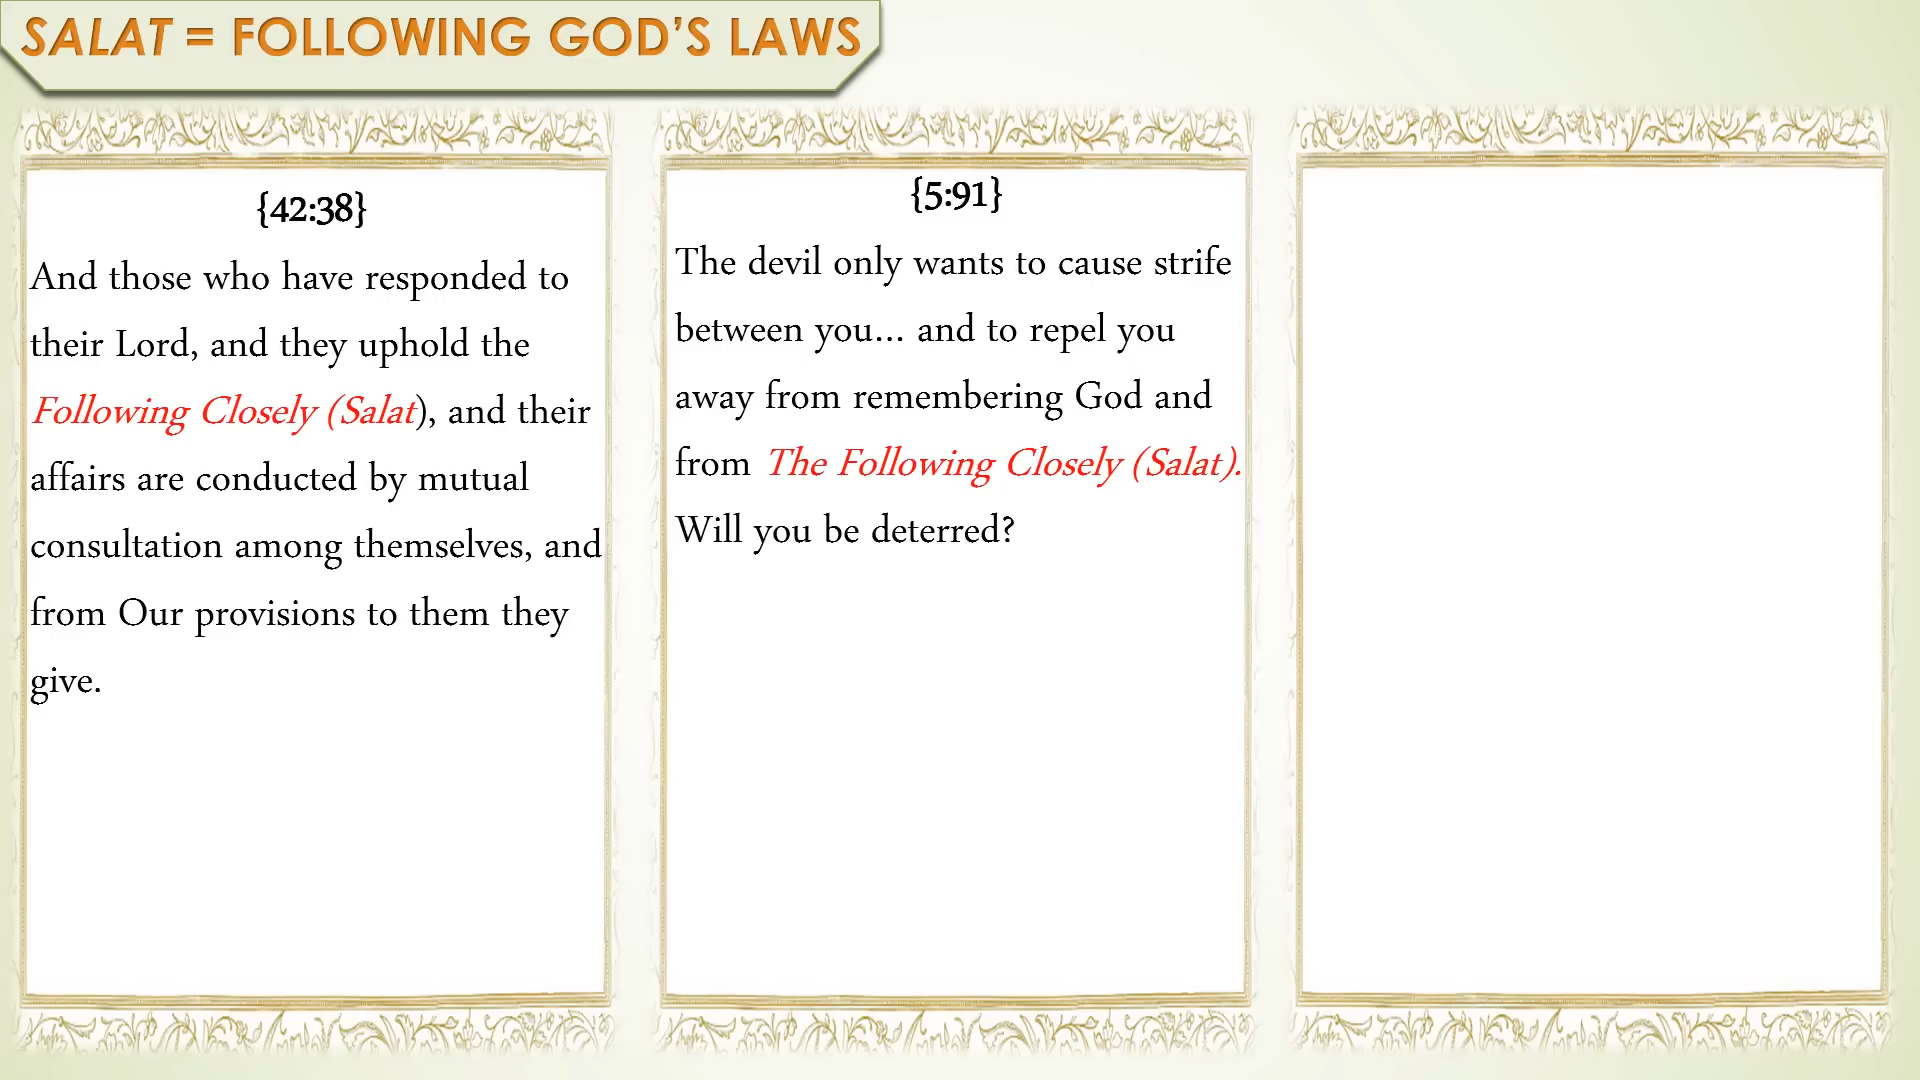 SALAT = FOLLOWING GOD’S LAWS
{42:38}
And those who have responded to
their Lord, and they uphold the
Following Closely (Salat), and their
affairs are conducted by mutual
consultation among themselves, and
from Our provisions to them they
give.
{5:91}
The devil only wants to cause strife
between you... and to repel you
away from remembering God and
from The Following Closely (Salat).
Will you be deterred?